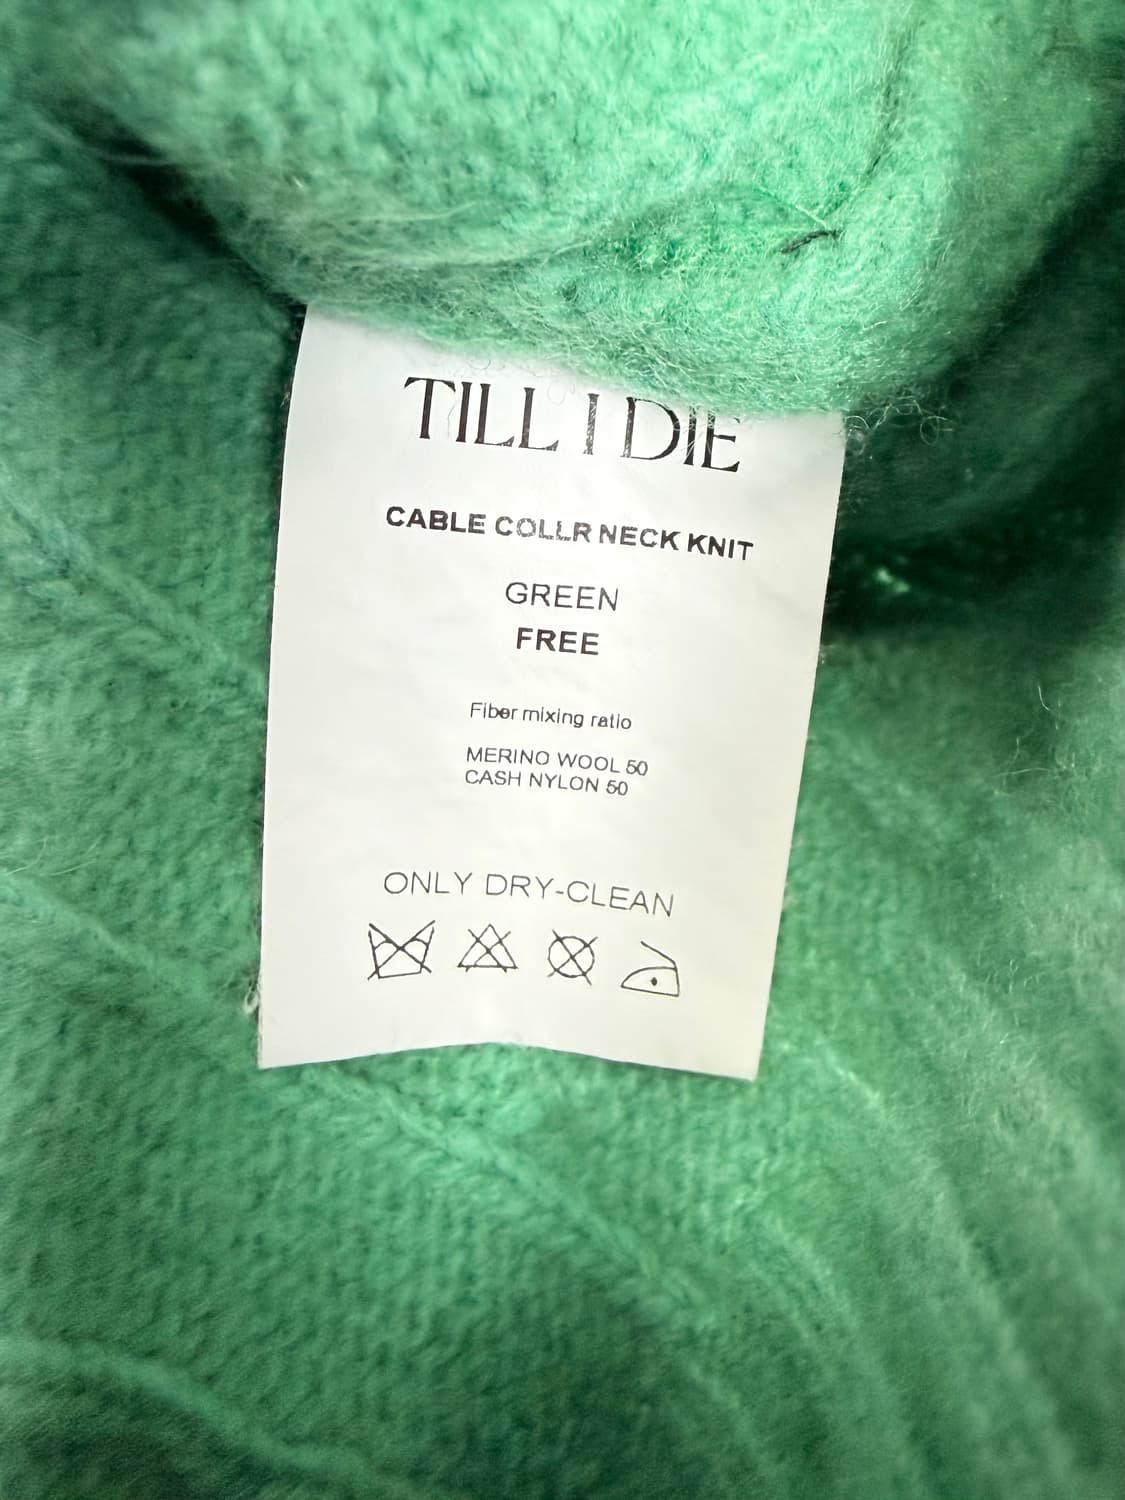 TILL I DIE
CABLE COLLR NECK KNIT
GREEN
FREE
Fiber mixing ratio
MERINO WOOL 50
CASH NYLON 50
ONLY DRY-CLEAN